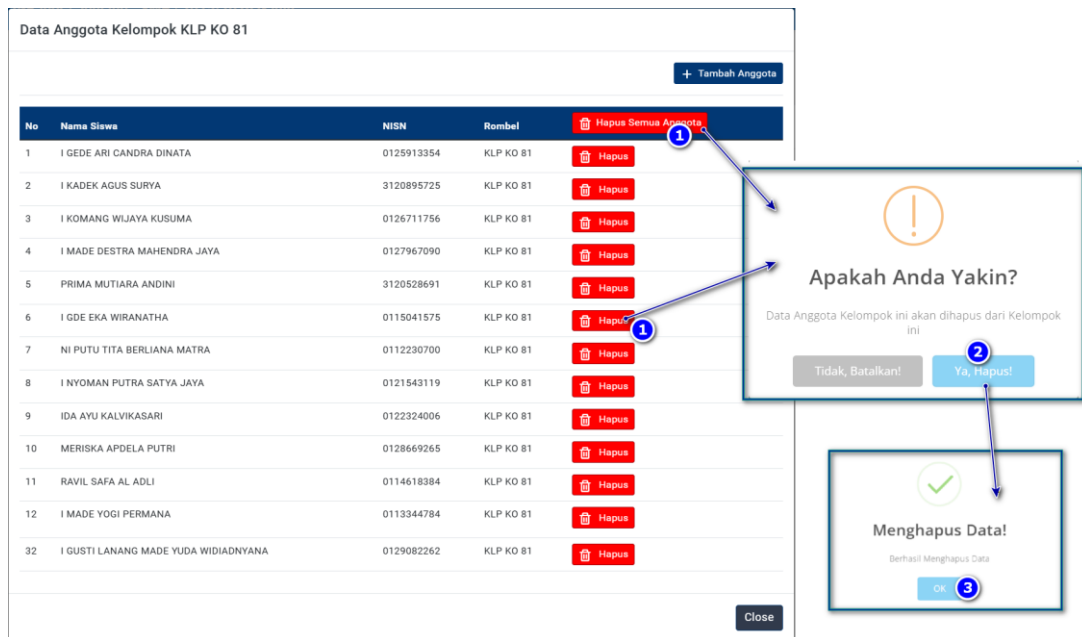 Data Anggota Kelompok KLP KO 81
+ Tambah Anggota
No Nama Siswa NISN Rombel Hapus Semua Anggota
1
1 I GEDE ARI CANDRA DINATA 0125913354 KLP KO 81 Hapus
2 I KADEK AGUS SURYA 3120895725 KLP KO 81 Hapus
3 I KOMANG WIJAYA KUSUMA 0126711756 KLP KO 81 Hapus
4 I MADE DESTRA MAHENDRA JAYA 0127967090 KLP KO 81 Hapus
5 PRIMA MUTIARA ANDINI 3120528691 KLP KO 81 Hapus
6 I GDE EKA WIRANATHA 0115041575 KLP KO 81 Hapus
1
7 NI PUTU TITA BERLIANA MATRA 0112230700 KLP KO 81 Hapus
8 I NYOMAN PUTRA SATYA JAYA 0121543119 KLP KO 81 Hapus
9 IDA AYU KALVIKASARI 0122324006 KLP KO 81 Hapus
10 MERISKA APDELA PUTRI 0128669265 KLP KO 81 Hapus
11 RAVIL SAFA AL ADLI 0114618384 KLP KO 81 Hapus
12 I MADE YOGI PERMANA 0113344784 KLP KO 81 Hapus
32 I GUSTI LANANG MADE YUDA WIDIADNYANA 0129082262 KLP KO 81 Hapus
Close
Apakah Anda Yakin?
Data Anggota Kelompok ini akan dihapus dari Kelompok
ini
2
Tidak, Batalkan! Ya, Hapus!
Menghapus Data!
Berhasil Menghapus Data
OK 3